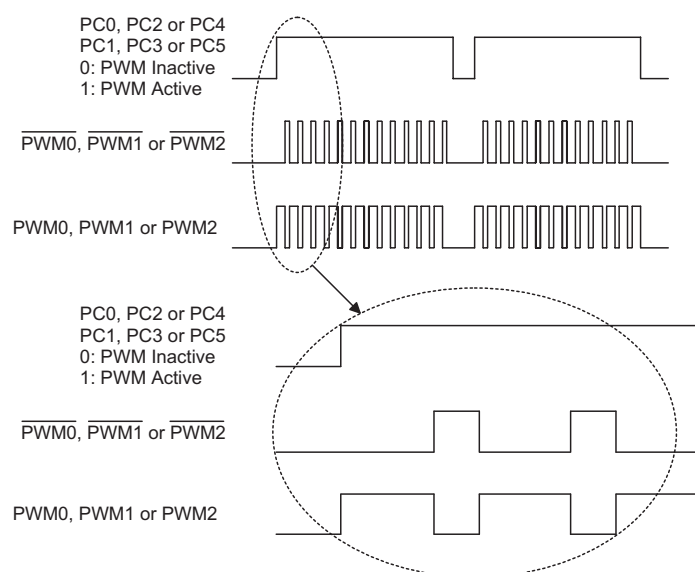 PC0, PC2 or PC4
PC1, PC3 or PC5
0: PWM Inactive
1: PWM Active
PWM0, PWM1 or PWM2
PWM0, PWM1 or PWM2
PC0, PC2 or PC4
PC1, PC3 or PC5
0: PWM Inactive
1: PWM Active
PWM0, PWM1 or PWM2
PWM0, PWM1 or PWM2